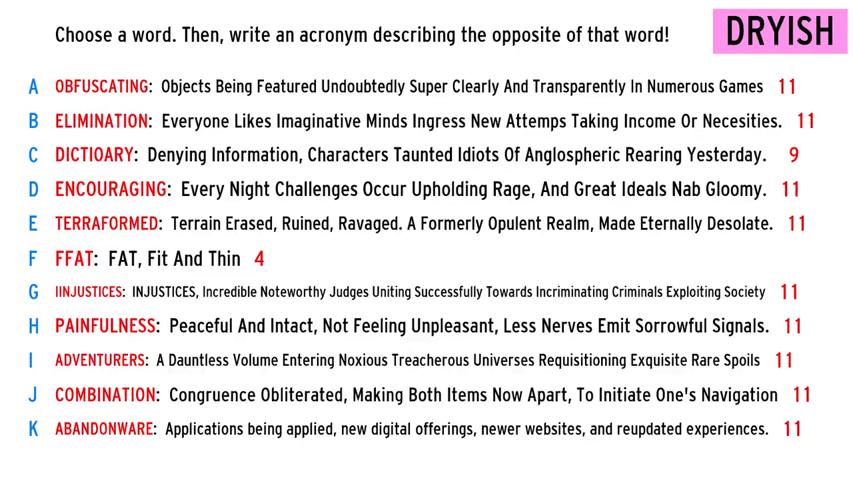 Choose a word. Then, write an acronym describing the opposite of that word!
DRYISH
A OBFUSCATING: Objects Being Featured Undoubtedly Super Clearly And Transparently In Numerous Games 11
B ELIMINATION: Everyone Likes Imaginative Minds Ingress New Attemps Taking Income Or Necesities. 11
C DICTIOARY: Denying Information, Characters Taunted Idiots Of Anglospheric Rearing Yesterday. 9
D ENCOURAGING: Every Night Challenges Occur Upholding Rage, And Great Ideals Nab Gloomy. 11
E TERRAFORMED: Terrain Erased, Ruined, Ravaged. A Formerly Opulent Realm, Made Eternally Desolate. 11
F FFAT: FAT, Fit And Thin 4
G IINJUSTICES: INJUSTICES, Incredible Noteworthy Judges Uniting Successfully Towards Incriminating Criminals Exploiting Society 11
H PAINFULNESS: Peaceful And Intact, Not Feeling Unpleasant, Less Nerves Emit Sorrowful Signals. 11
I ADVENTURERS: A Dauntless Volume Entering Noxious Treacherous Universes Requisitioning Exquisite Rare Spoils 11
J COMBINATION: Congruence Obliterated, Making Both Items Now Apart, To Initiate One's Navigation 11
K ABANDONWARE: Applications being applied, new digital offerings, newer websites, and reupdated experiences. 11